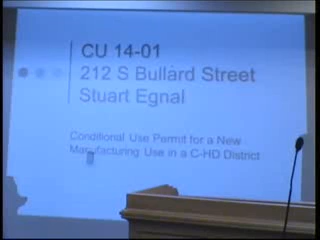 CU 14-01
212 S Bullard Street
Stuart Egnal
Conditional Use Permit for a New
Manufacturing Use in a C-HD District